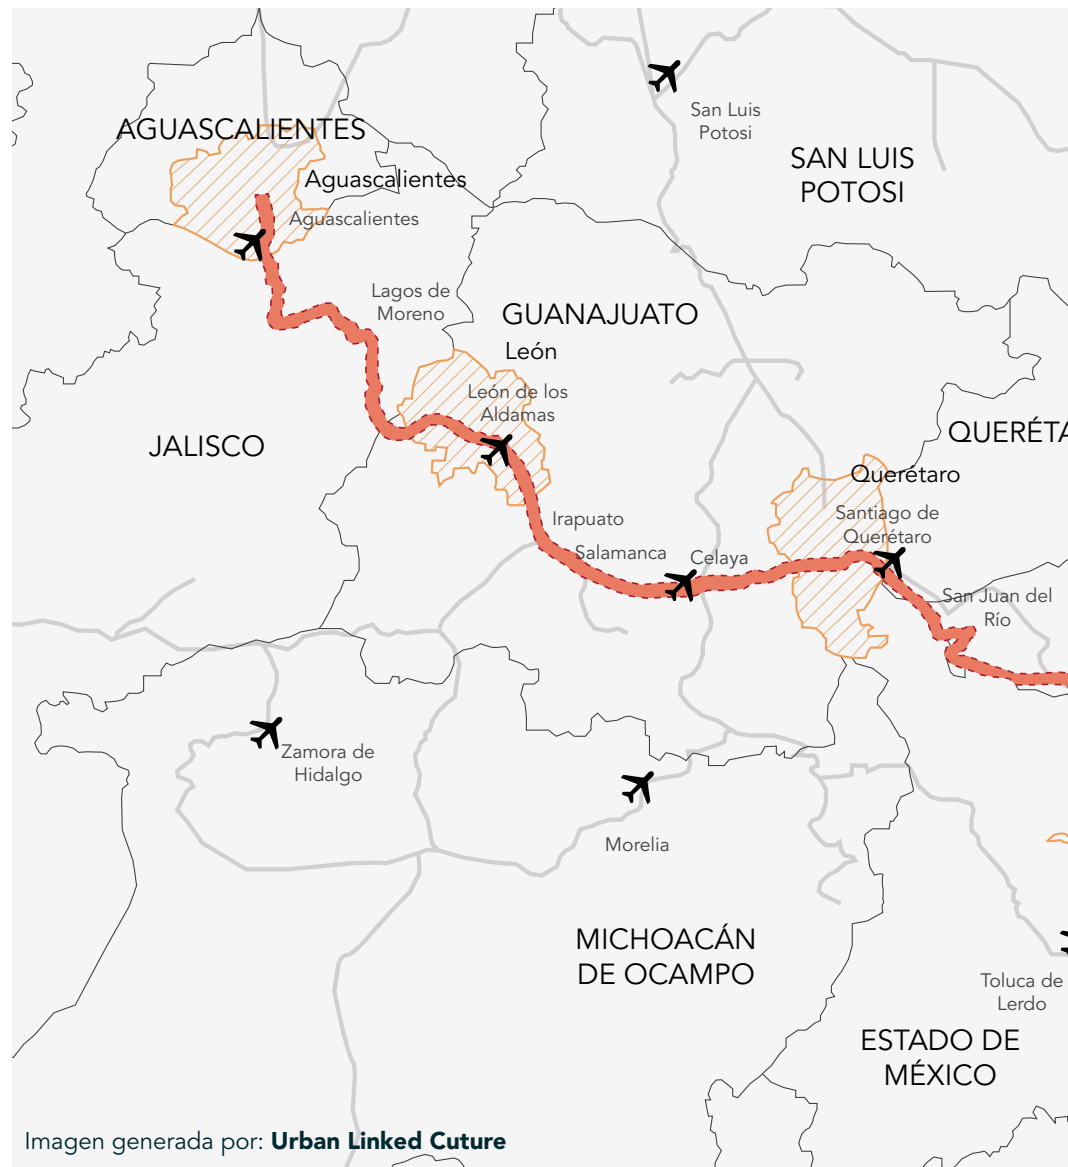 San Luis
Potosi
AGUASCALIENTES
SAN LUIS
POTOSI
Aguascalientes
Aguascalientes
Lagos de
Moreno
GUANAJUATO
León
León de los
Aldamas
JALISCO
QUERÉTA
Querétaro
Santiago de
Querétaro
Irapuato
Salamanca
Celaya
San Juan del
Río
Zamora de
Hidalgo
Morelia
MICHOACÁN
DE OCAMPO
Toluca de
Lerdo
ESTADO DE
MÉXICO
Imagen generada por: Urban Linked Cuture